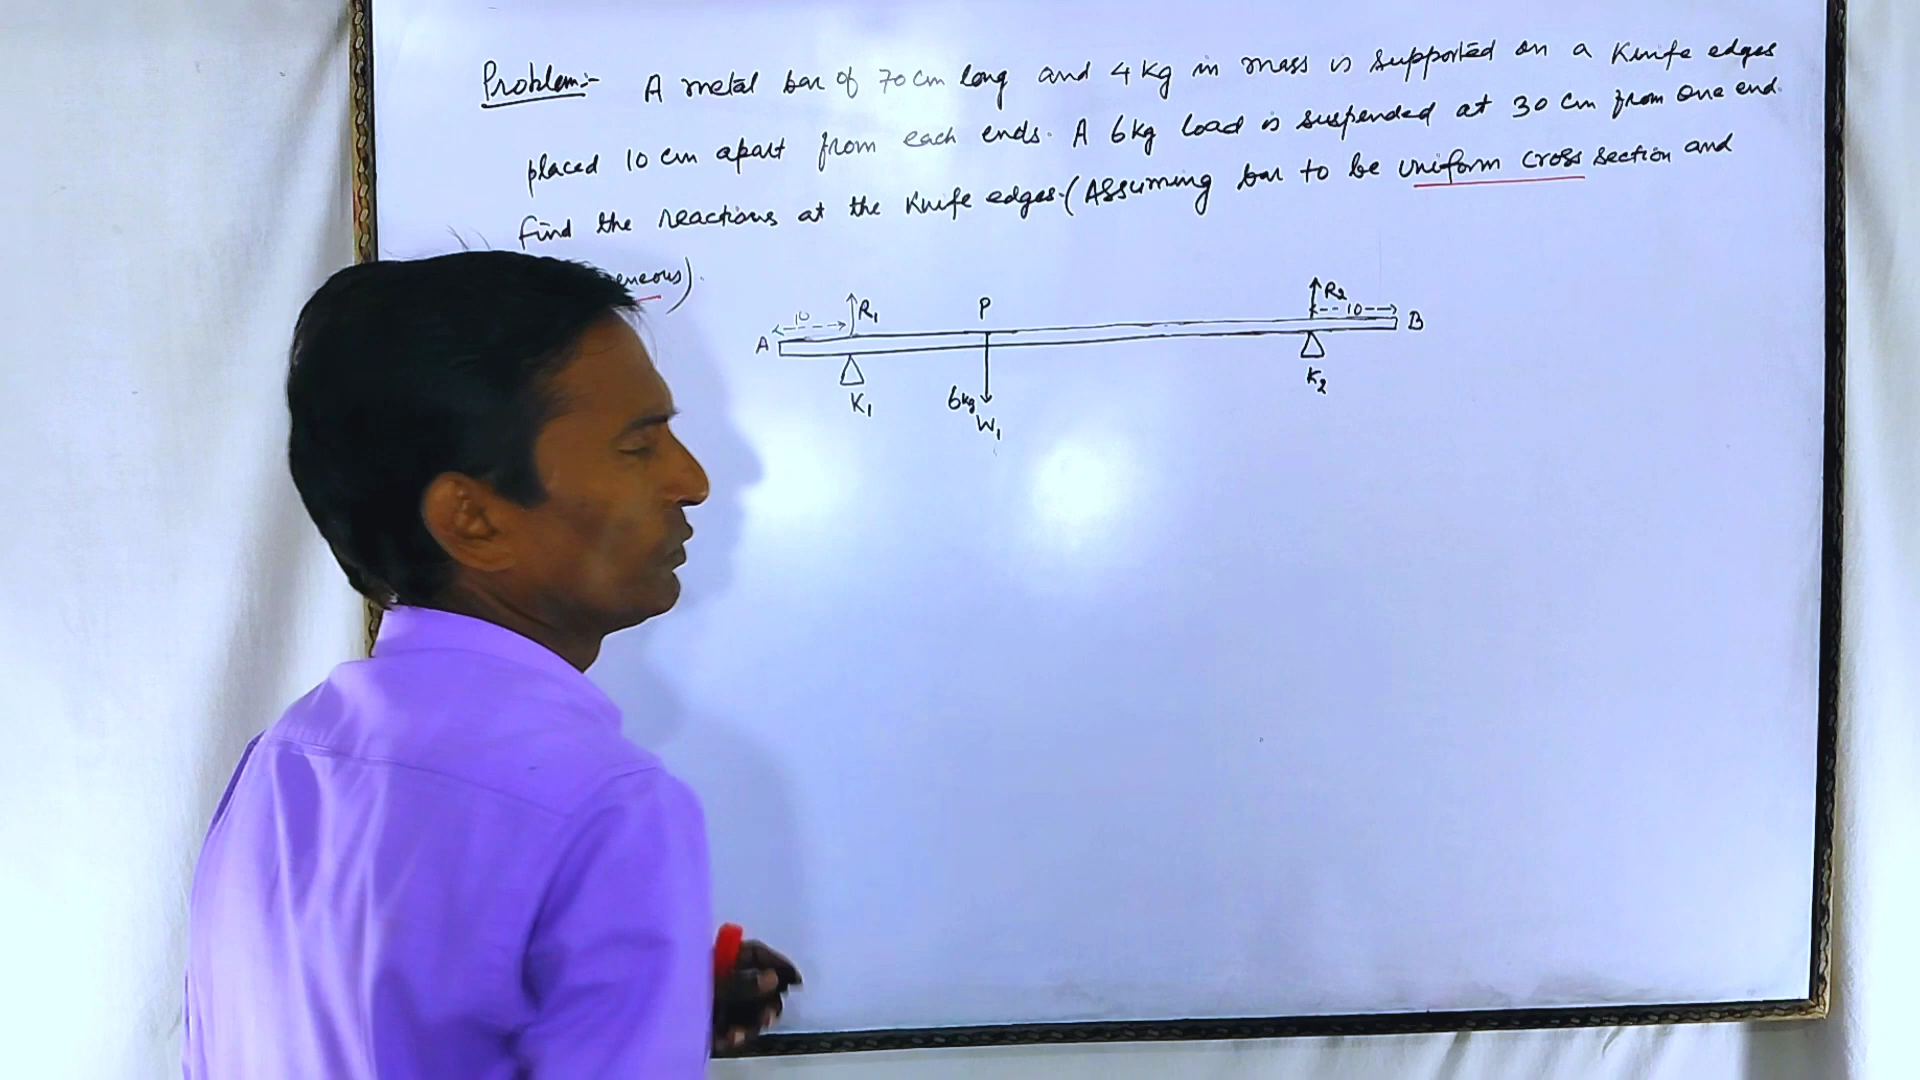 Problem:- A metal bar of 70 cm long and 4 kg in mass is supported on a knife edges
placed 10 cm apart from each ends. A 6kg load is suspended at 30 cm from one end.
find the reactions at the knife edges.(Assuming bar to be uniform cross section and
eneous).
10 R1 P R2 10
A B
K1 6kg K2
W1